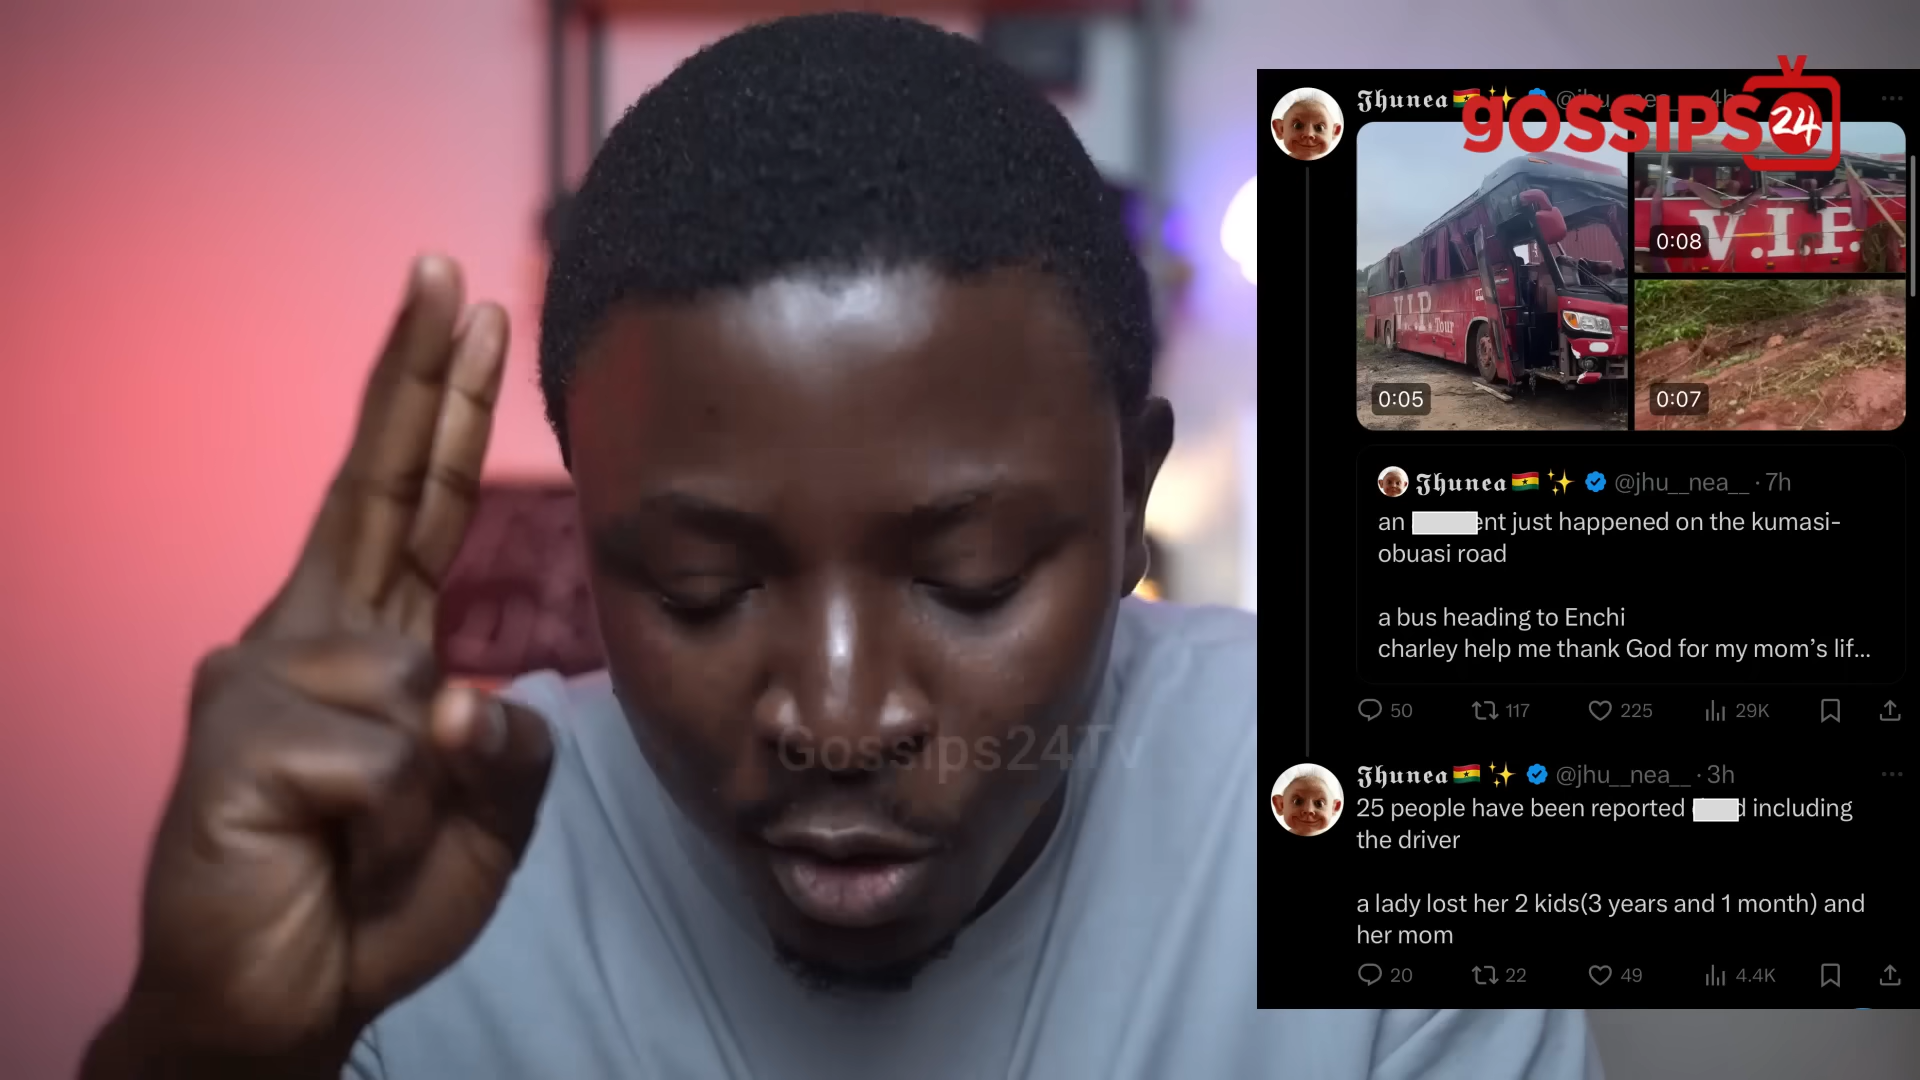 Jhunea @jhu__nea__ · 4h
GOSSIPS 24
V.I.P. Tour
0:05
V.I.P.
0:08
0:07
Jhunea @jhu__nea__ · 7h
an ent just happened on the kumasi-
obuasi road
a bus heading to Enchi
charley help me thank God for my mom’s lif...
50 117 225 29K
Gossips24Tv
Jhunea @jhu__nea__ · 3h
25 people have been reported d including
the driver
a lady lost her 2 kids(3 years and 1 month) and
her mom
20 22 49 4.4K